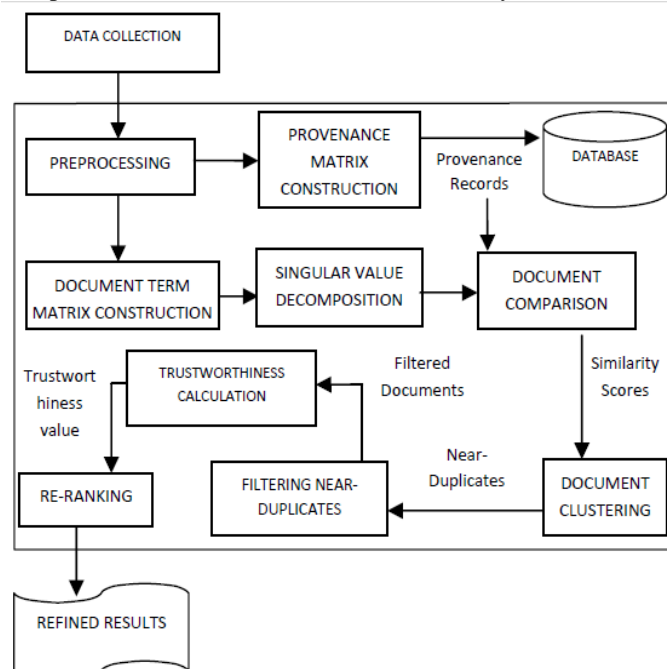 DATA COLLECTION
PREPROCESSING
PROVENANCE
MATRIX
CONSTRUCTION
Provenance
Records
DATABASE
DOCUMENT TERM
MATRIX CONSTRUCTION
SINGULAR VALUE
DECOMPOSITION
DOCUMENT
COMPARISON
Trustwort
hiness
value
TRUSTWORTHINESS
CALCULATION
Filtered
Documents
Similarity
Scores
RE-RANKING
FILTERING NEAR-
DUPLICATES
Near-
Duplicates
DOCUMENT
CLUSTERING
REFINED RESULTS